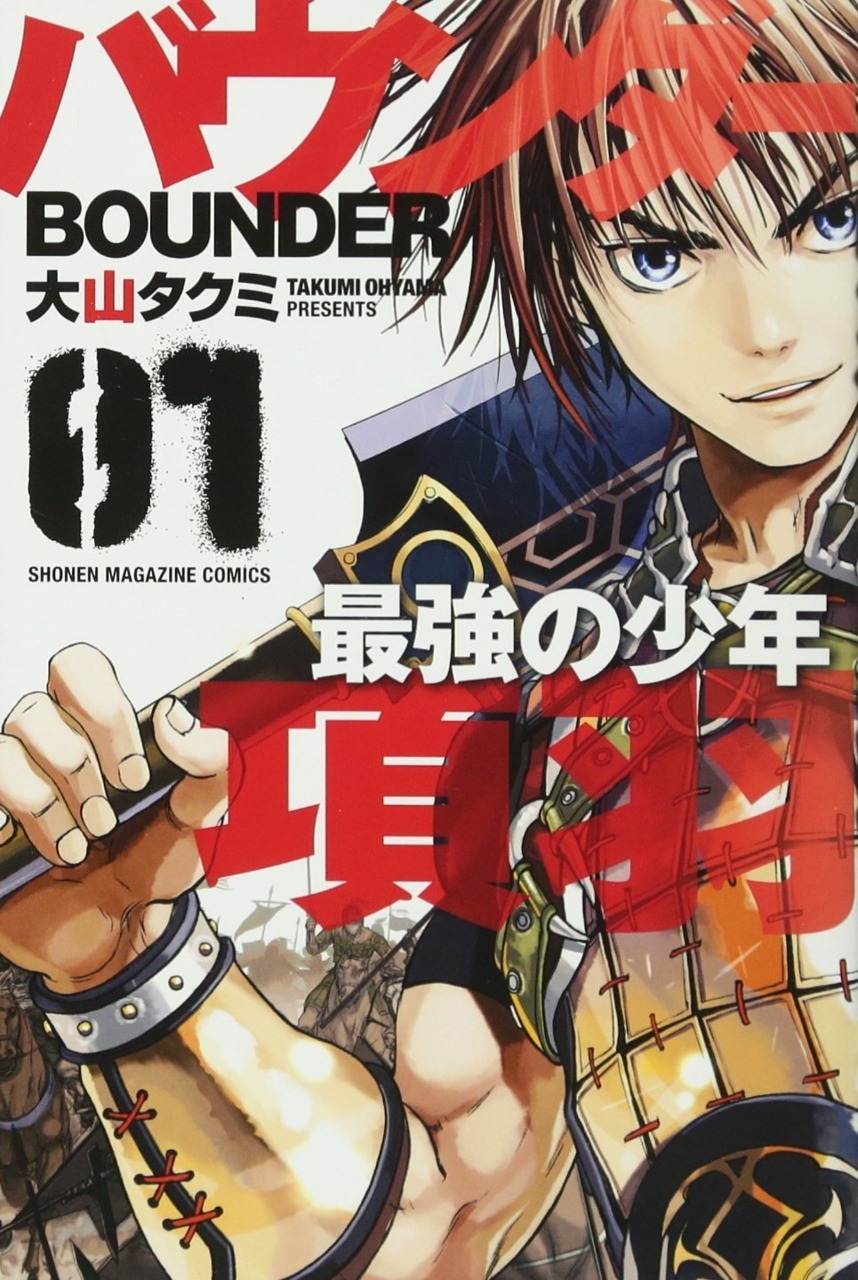 バウンダー
BOUNDER
大山タクミ TAKUMI OHYAMA PRESENTS
01
SHONEN MAGAZINE COMICS
最強の少年
項羽